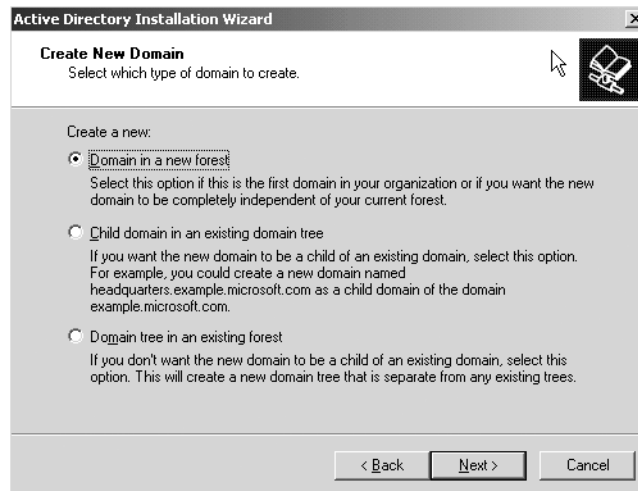 Active Directory Installation Wizard
Create New Domain
Select which type of domain to create.
Create a new:
Domain in a new forest
Select this option if this is the first domain in your organization or if you want the new
domain to be completely independent of your current forest.
Child domain in an existing domain tree
If you want the new domain to be a child of an existing domain, select this option.
For example, you could create a new domain named
headquarters.example.microsoft.com as a child domain of the domain
example.microsoft.com.
Domain tree in an existing forest
If you don't want the new domain to be a child of an existing domain, select this
option. This will create a new domain tree that is separate from any existing trees.
< Back
Next >
Cancel